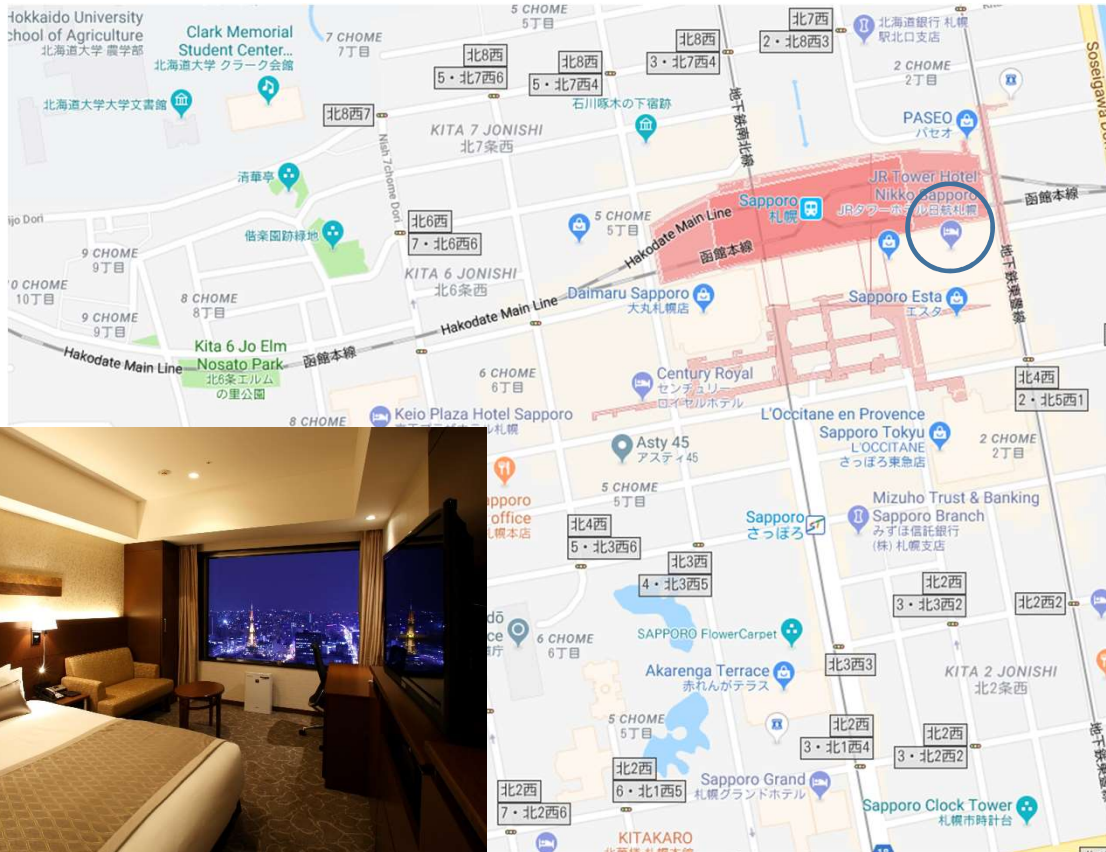 Hokkaido University
School of Agriculture
北海道大学 農学部
Clark Memorial
Student Center...
北海道大学 クラーク会館
北海道大学大学文書館
7 CHOME
7丁目
5 CHOME
5丁目
北8西
5・北7西6
北8西
5・北7西4
北8西
3・北7西4
北7西
2・北8西3
北海道銀行 札幌
駅北口支店
2 CHOME
2丁目
北8西7
KITA 7 JONISHI
北7条西
石川啄木の下宿跡
地下鉄南北線
PASEO
パセオ
Nishi 7chome Dori
清華亭
偕楽園跡緑地
北6西
7・北6西6
ijo Dori
9 CHOME
9丁目
0 CHOME
10丁目
8 CHOME
8丁目
9 CHOME
9丁目
KITA 6 JONISHI
北6条西
5 CHOME
5丁目
Sapporo
札幌
JR Tower Hotel
Nikko Sapporo
JRタワーホテル日航札幌
函館本線
Hakodate Main Line
函館本線
地下鉄東豊線
Daimaru Sapporo
大丸札幌店
Sapporo Esta
エスタ
Hakodate Main Line
函館本線
Hakodate Main Line
Kita 6 Jo Elm
Nosato Park
北6条エルム
の里公園
6 CHOME
6丁目
8 CHOME
Century Royal
センチュリー
ロイヤルホテル
北4西
2・北5西1
Keio Plaza Hotel Sapporo
L'Occitane en Provence
Sapporo Tokyu
L'OCCITANE
さっぽろ東急店
2 CHOME
2丁目
Asty 45
アスティ45
5 CHOME
5丁目
apporo
office
札幌本店
Mizuho Trust & Banking
Sapporo Branch
みずほ信託銀行
(株) 札幌支店
Sapporo
さっぽろ
北4西
5・北3西6
北3西
4・北3西5
北2西
3・北3西2
北2西2
6 CHOME
6丁目
SAPPORO FlowerCarpet
北3西3
Akarenga Terrace
赤れんがテラス
KITA 2 JONISHI
北2条西
5 CHOME
5丁目
北2西
3・北1西4
北2西
3・北2西2
北2西
6・北1西5
北2西
7・北2西6
Sapporo Grand
札幌グランドホテル
Sapporo Clock Tower
札幌市時計台
KITAKARO